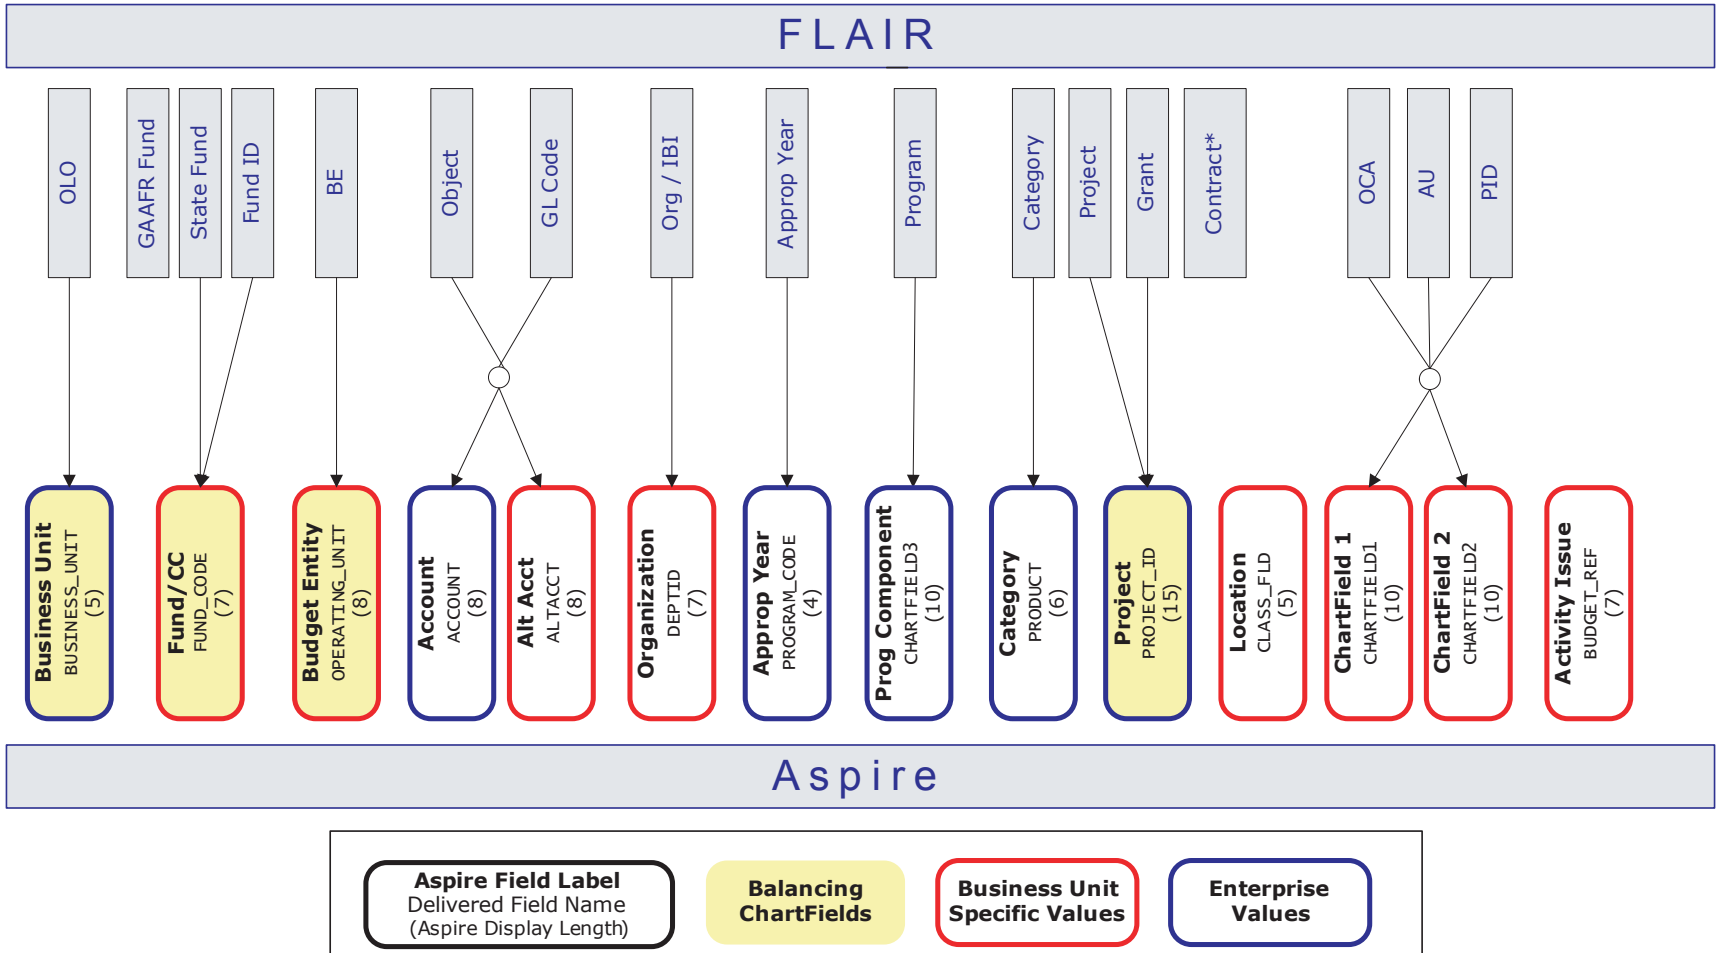 FLAIR
OLO
GAAFR Fund
State Fund
Fund ID
BE
Object
GL Code
Org / IBI
Approp Year
Program
Category
Project
Grant
Contract*
OCA
AU
PID
Business Unit
BUSINESS_UNIT
(5)
Fund/CC
FUND_CODE
(7)
Budget Entity
OPERATING_UNIT
(8)
Account
ACCOUNT
(8)
Alt Acct
ALTACCT
(8)
Organization
DEPTID
(7)
Approp Year
PROGRAM_CODE
(4)
Prog Component
CHARTFIELD3
(10)
Category
PRODUCT
(6)
Project
PROJECT_ID
(15)
Location
CLASS_FLD
(5)
ChartField 1
CHARTFIELD1
(10)
ChartField 2
CHARTFIELD2
(10)
Activity Issue
BUDGET_REF
(7)
Aspire
Aspire Field Label
Delivered Field Name
(Aspire Display Length)
Balancing
ChartFields
Business Unit
Specific Values
Enterprise
Values